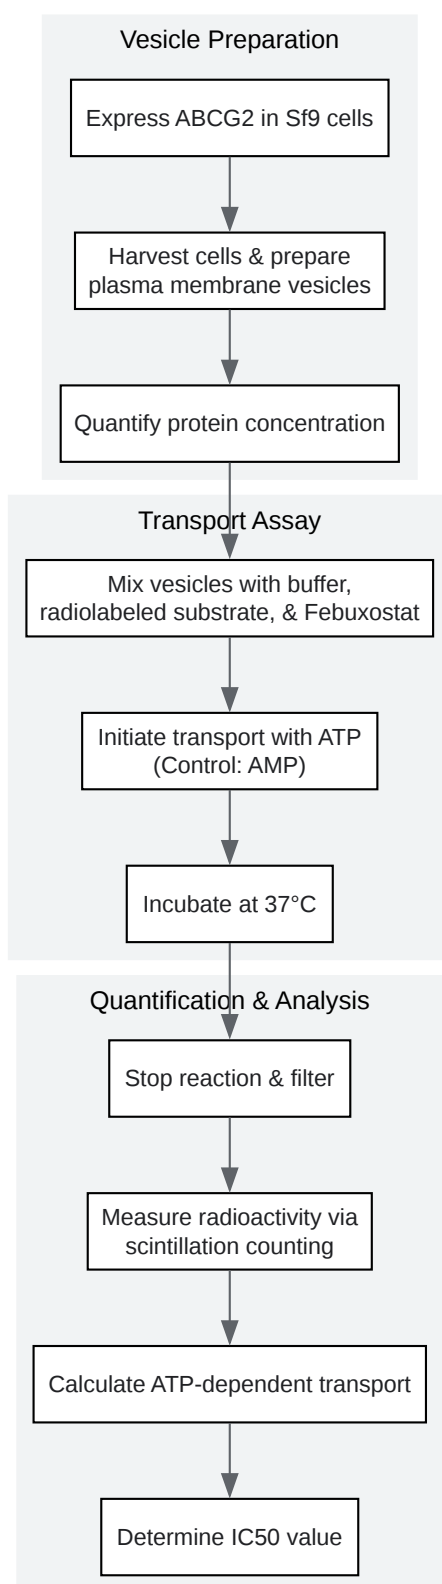 Vesicle Preparation
Express ABCG2 in Sf9 cells
Harvest cells & prepare
plasma membrane vesicles
Quantify protein concentration
Transport Assay
Mix vesicles with buffer,
radiolabeled substrate, & Febuxostat
Initiate transport with ATP
(Control: AMP)
Incubate at 37°C
Quantification & Analysis
Stop reaction & filter
Measure radioactivity via
scintillation counting
Calculate ATP-dependent transport
Determine IC50 value